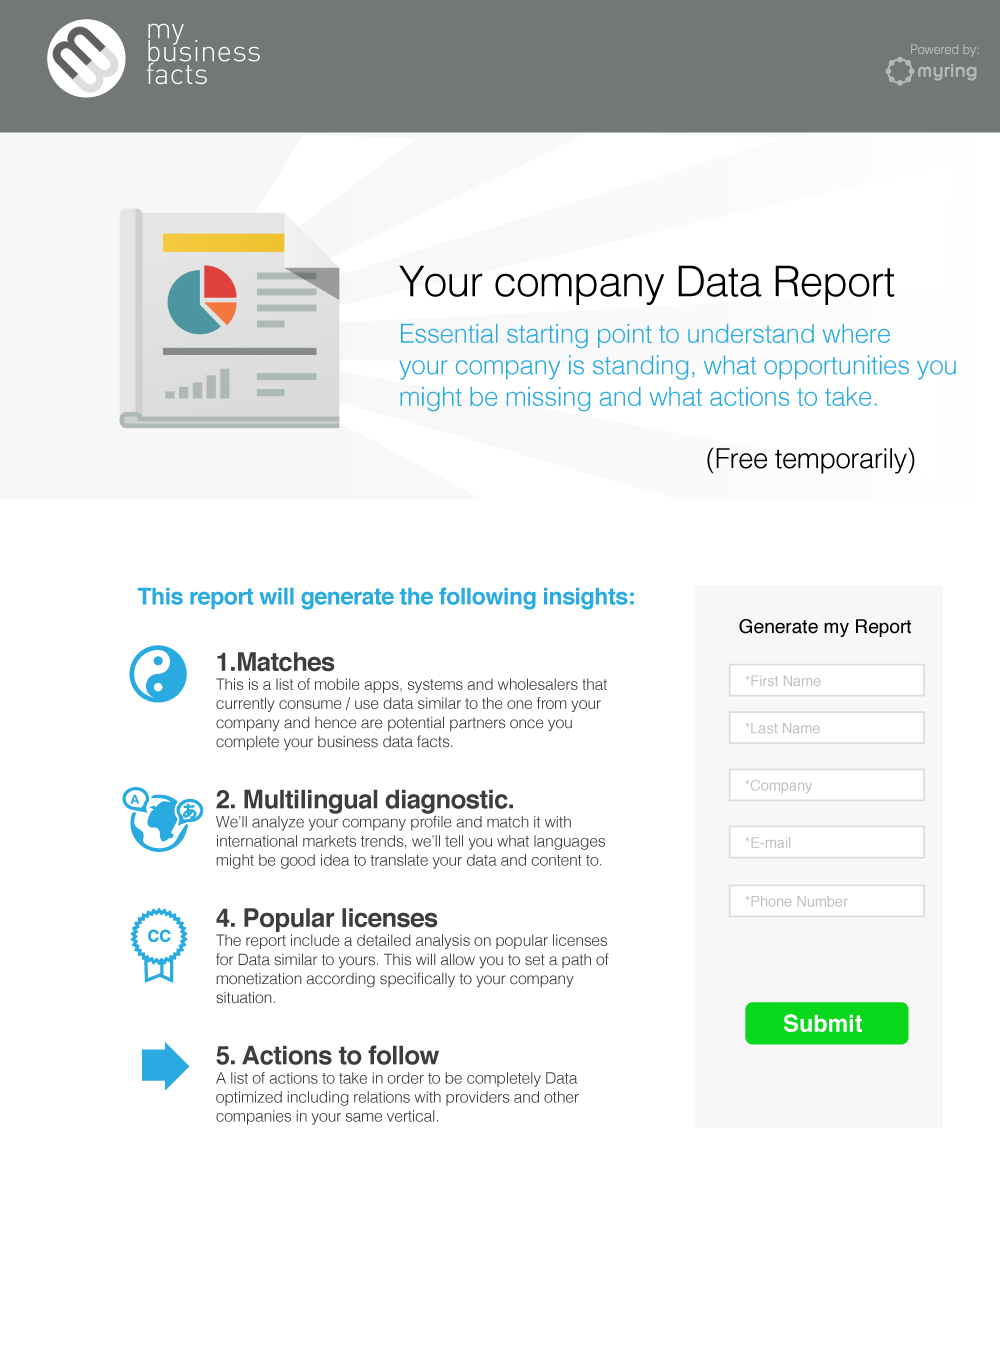 my
business
facts
Powered by:
myring
Your company Data Report
Essential starting point to understand where
your company is standing, what opportunities you
might be missing and what actions to take.
(Free temporarily)
This report will generate the following insights:
1.Matches
This is a list of mobile apps, systems and wholesalers that
currently consume / use data similar to the one from your
company and hence are potential partners once you
complete your business data facts.
A
あ
2. Multilingual diagnostic.
We'll analyze your company profile and match it with
international markets trends, we'll tell you what languages
might be good idea to translate your data and content to.
CC
4. Popular licenses
The report include a detailed analysis on popular licenses
for Data similar to yours. This will allow you to set a path of
monetization according specifically to your company
situation.
5. Actions to follow
A list of actions to take in order to be completely Data
optimized including relations with providers and other
companies in your same vertical.
Generate my Report
*First Name
*Last Name
*Company
*E-mail
*Phone Number
Submit